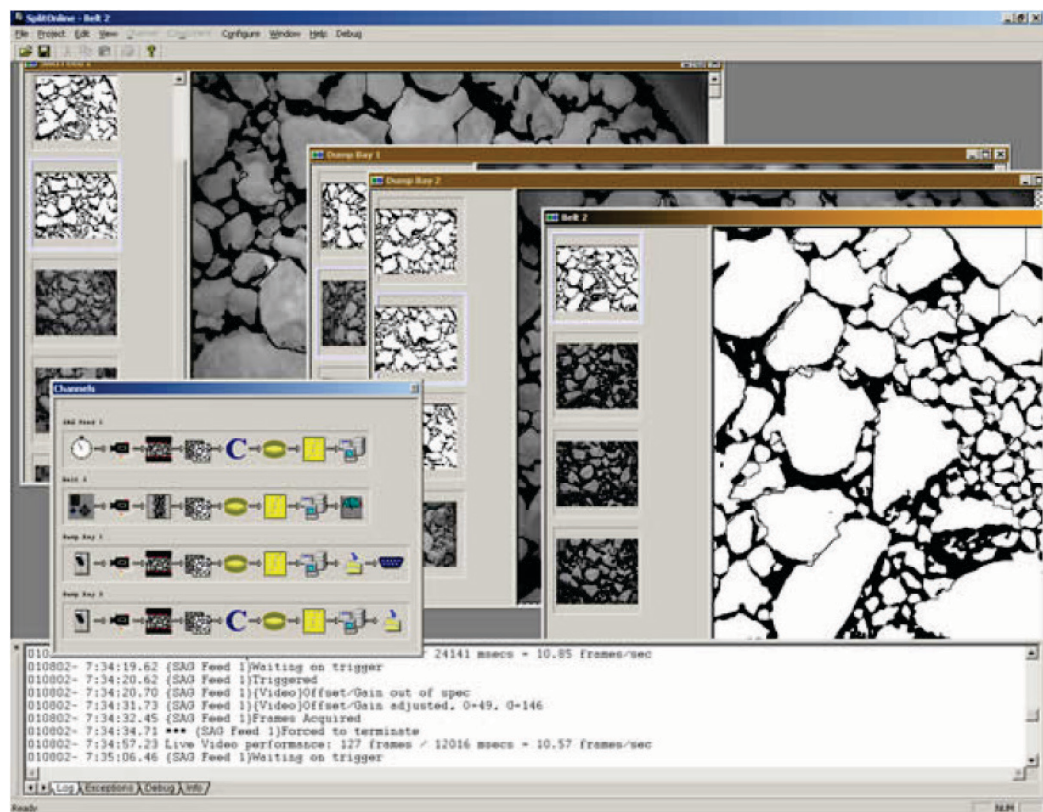 SplitOnline - Belt 2
File Project Edit View Channel Component Configure Window Help Debug
Dump Bay 1
Dump Bay 2
Belt 2
Channels
SAG Feed 1
Belt 2
Dump Bay 1
Dump Bay 2
24141 msecs = 10.85 frames/sec
010802- 7:34:19.62 {SAG Feed 1}Waiting on trigger
010802- 7:34:20.62 {SAG Feed 1}Triggered
010802- 7:34:20.70 {SAG Feed 1}{Video}Offset/Gain out of spec
010802- 7:34:31.73 {SAG Feed 1}{Video}Offset/Gain adjusted. O=49, G=146
010802- 7:34:32.45 {SAG Feed 1}Frames Acquired
010802- 7:34:34.71 *** {SAG Feed 1}Forced to terminate
010802- 7:34:57.23 Live Video performance: 127 frames / 12016 msecs = 10.57 frames/sec
010802- 7:35:06.46 {SAG Feed 1}Waiting on trigger
Log Exceptions Debug Info
Ready NUM